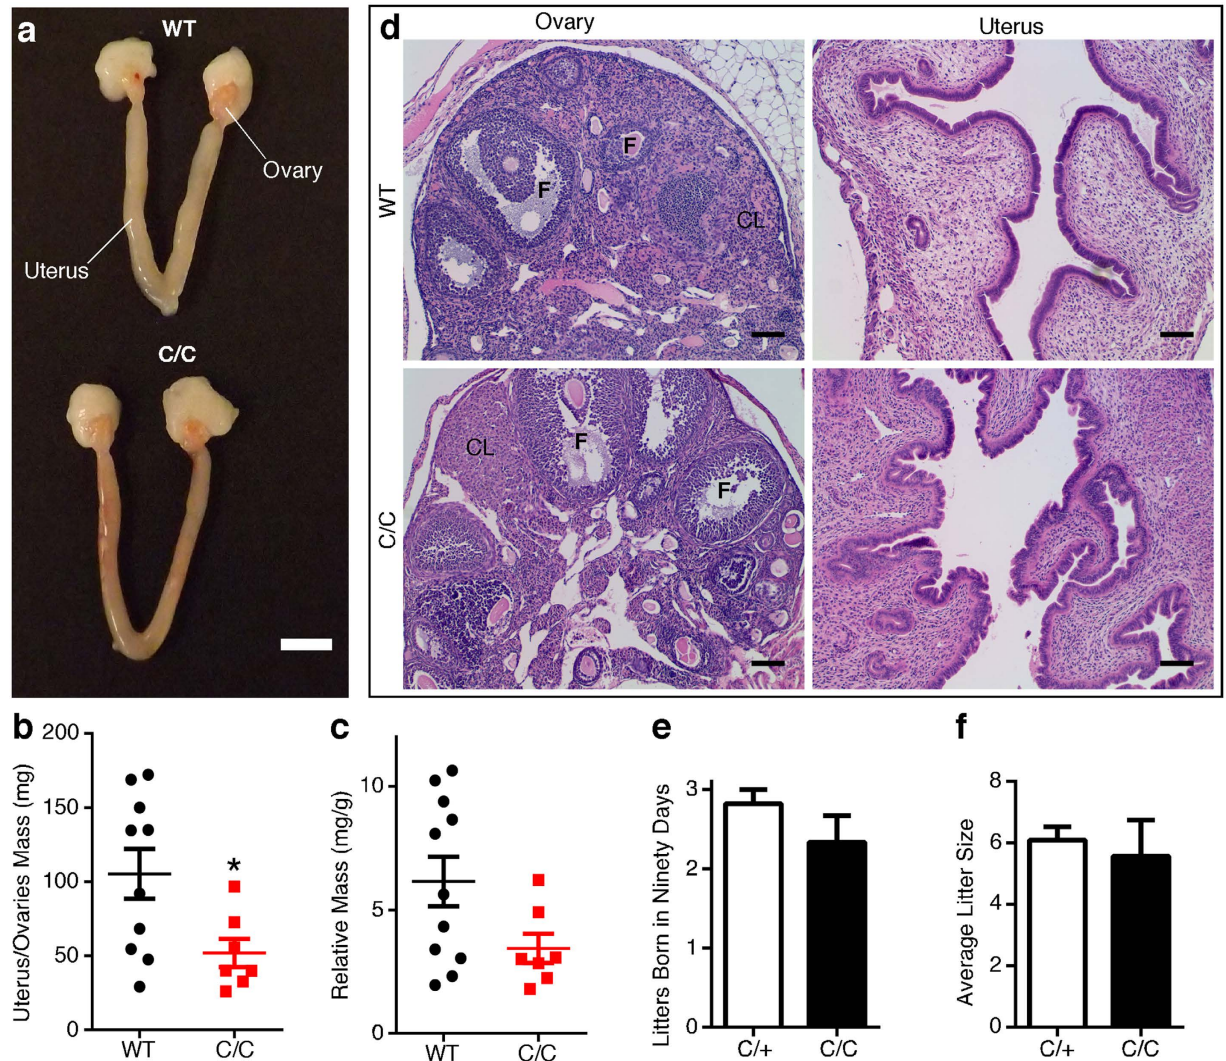 a
WT
Ovary
Uterus
C/C
d
Ovary
Uterus
WT
F
F
CL
C/C
CL
F
F
b
Uterus/Ovaries Mass (mg)
200
150
100
50
0
*
WT
C/C
c
Relative Mass (mg/g)
10
5
0
WT
C/C
e
Litters Born in Ninety Days
3
2
1
0
C/+
C/C
f
Average Litter Size
8
6
4
2
0
C/+
C/C